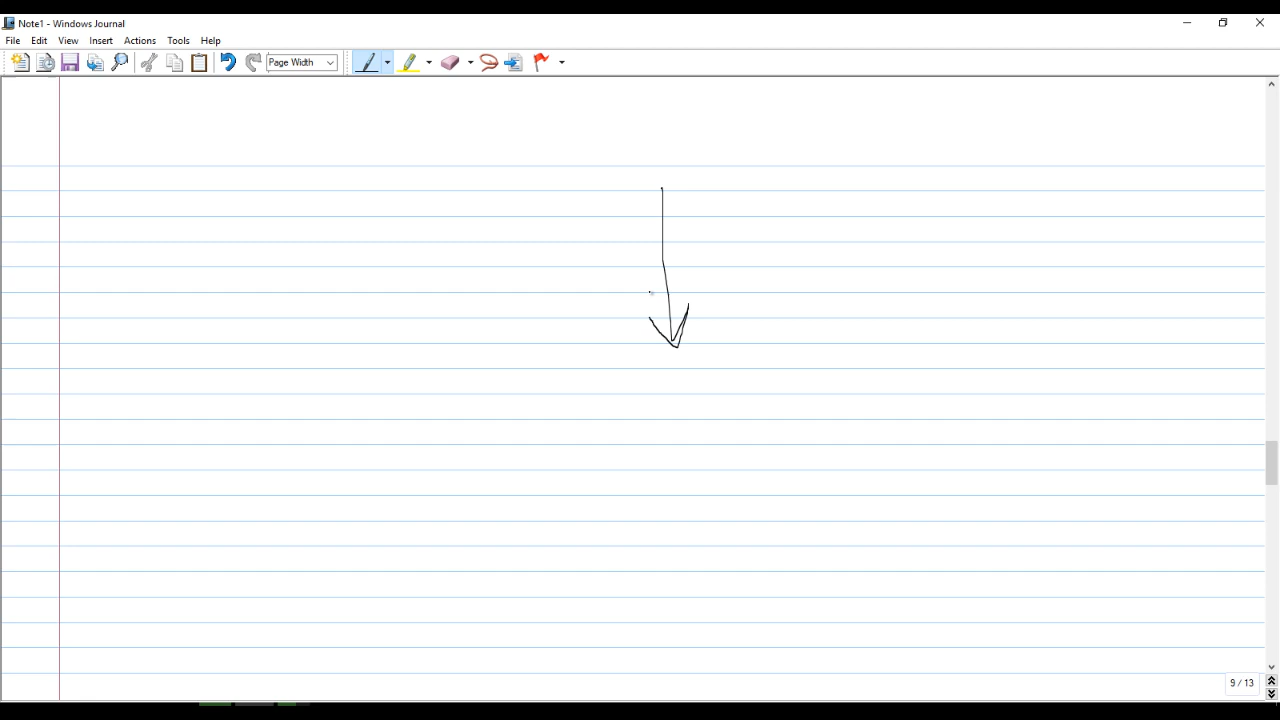 Note1 - Windows Journal
File Edit View Insert Actions Tools Help
Page Width
9 / 13